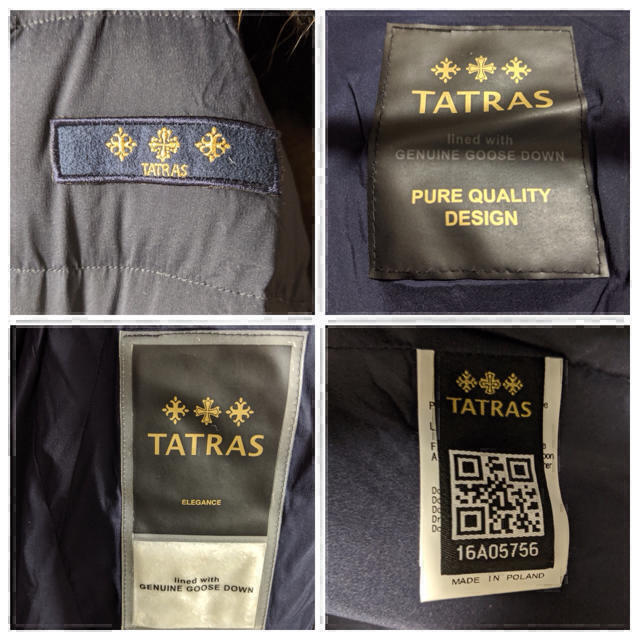 TATRAS
TATRAS
lined with
GENUINE GOOSE DOWN
PURE QUALITY
DESIGN
TATRAS
ELEGANCE
lined with
GENUINE GOOSE DOWN
TATRAS
16A05756
MADE IN POLAND